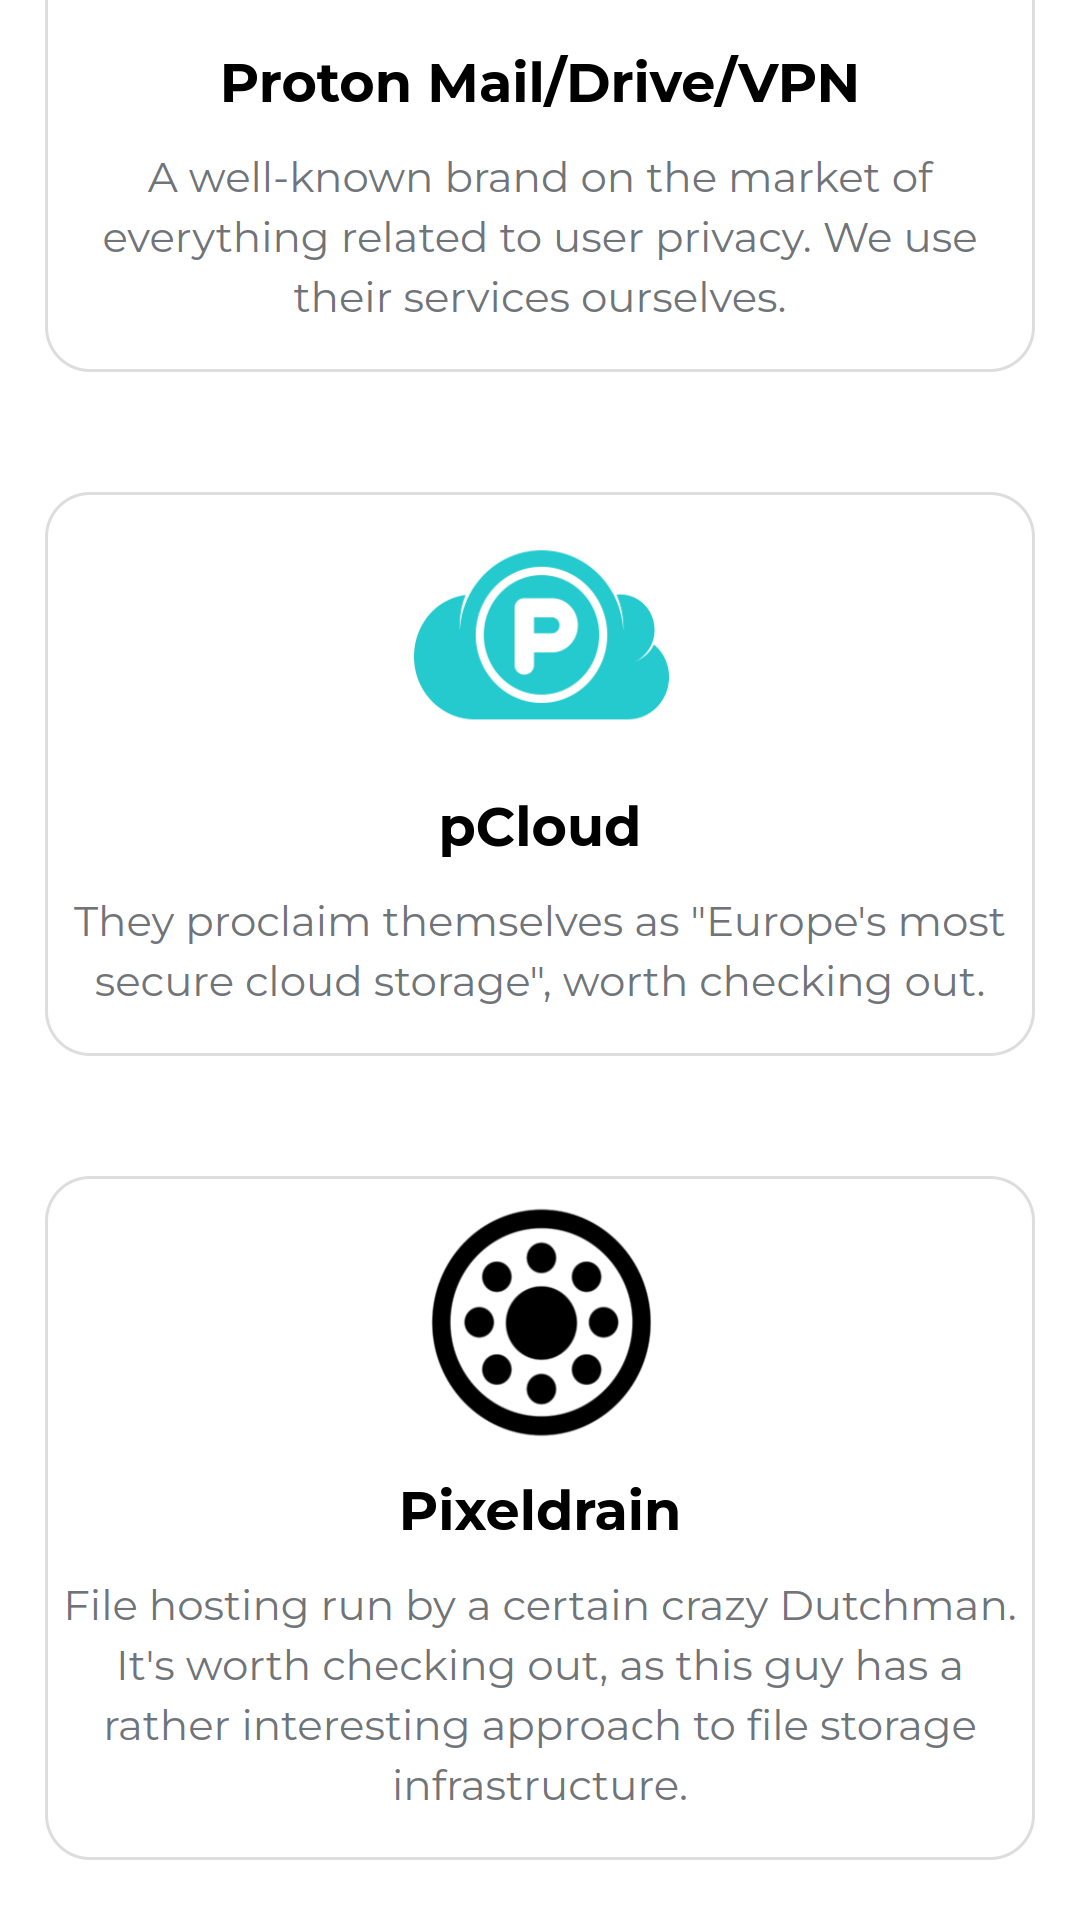 Proton Mail/Drive/VPN
A well-known brand on the market of
everything related to user privacy. We use
their services ourselves.
P
pCloud
They proclaim themselves as "Europe's most
secure cloud storage", worth checking out.
Pixeldrain
File hosting run by a certain crazy Dutchman.
It's worth checking out, as this guy has a
rather interesting approach to file storage
infrastructure.